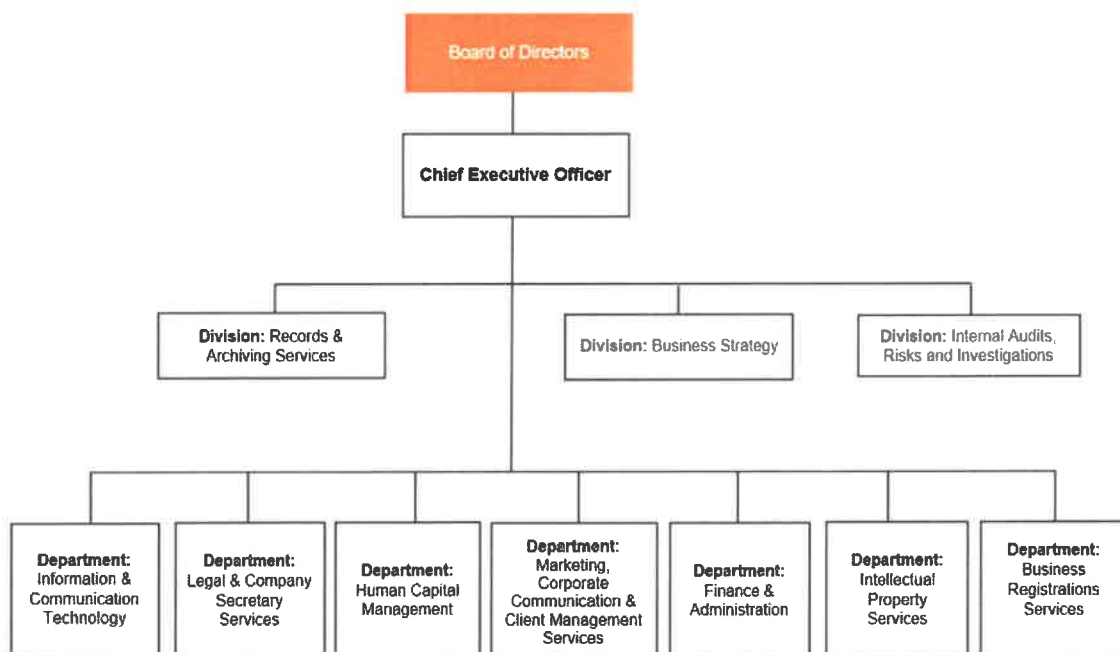 Board of Directors
Chief Executive Officer
Division: Records &
Archiving Services
Division: Business Strategy
Division: Internal Audits,
Risks and Investigations
Department:
Information &
Communication
Technology
Department:
Legal & Company
Secretary
Services
Department:
Human Capital
Management
Department:
Marketing,
Corporate
Communication &
Client Management
Services
Department:
Finance &
Administration
Department:
Intellectual
Property
Services
Department:
Business
Registrations
Services